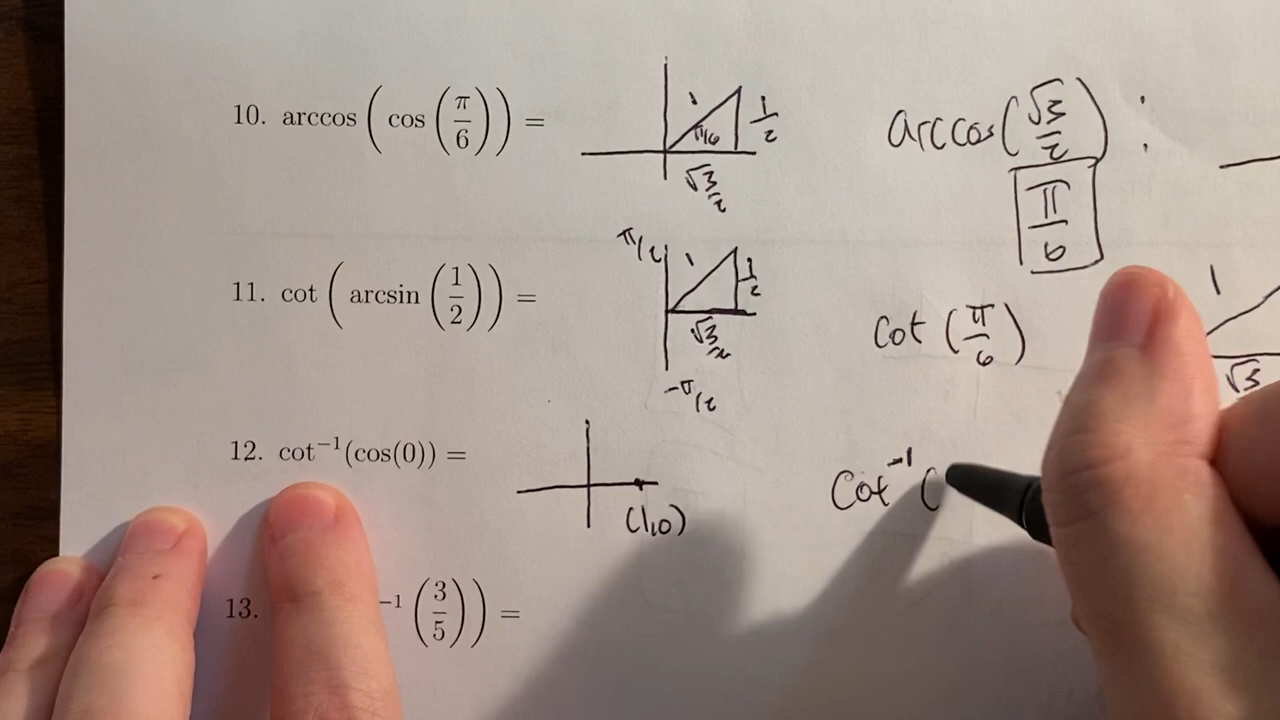 10. arccos ( cos ( π/6 ) ) =
1
π/6
1/2
√3/2
arccos ( √3/2 ) :
π/6
11. cot ( arcsin ( 1/2 ) ) =
π/2
1
1/2
√3/2
-π/2
cot ( π/6 )
1
√3
12. cot⁻¹(cos(0)) =
(1,0)
Cot⁻¹ (
13.
⁻¹ ( 3/5 ) ) =